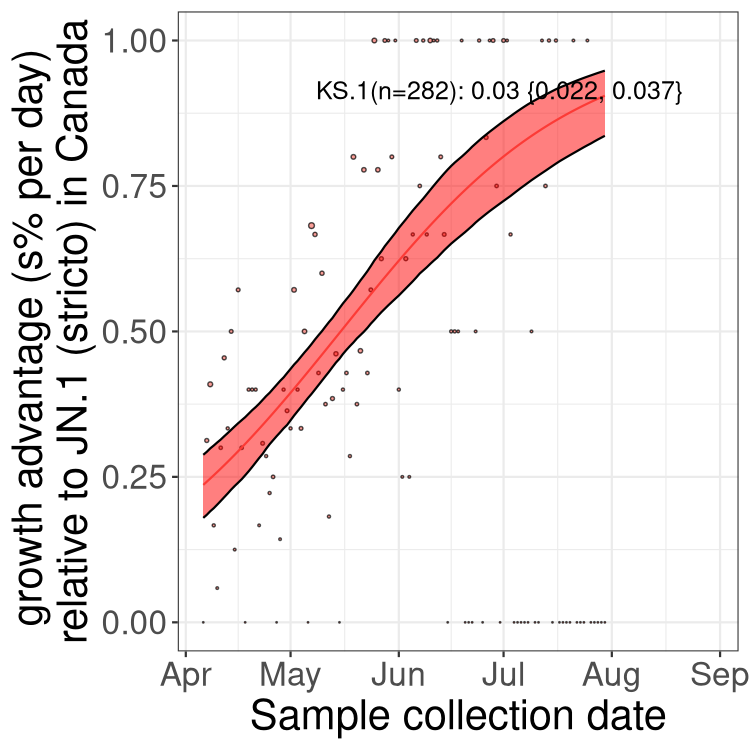 growth advantage (s% per day)
relative to JN.1 (stricto) in Canada
1.00
0.75
0.50
0.25
0.00
KS.1(n=282): 0.03 {0.022, 0.037}
Apr May Jun Jul Aug Sep
Sample collection date